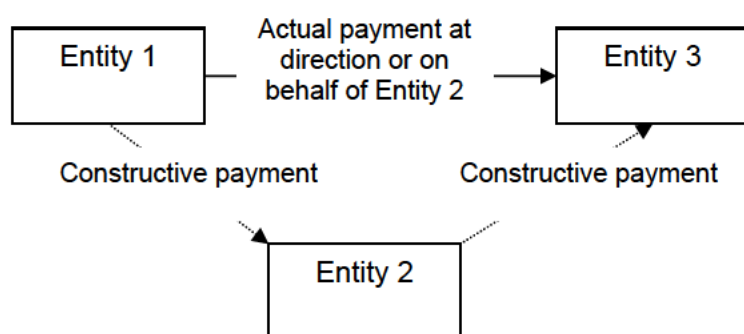 Entity 1
Actual payment at
direction or on
behalf of Entity 2
Entity 3
Constructive payment
Constructive payment
Entity 2